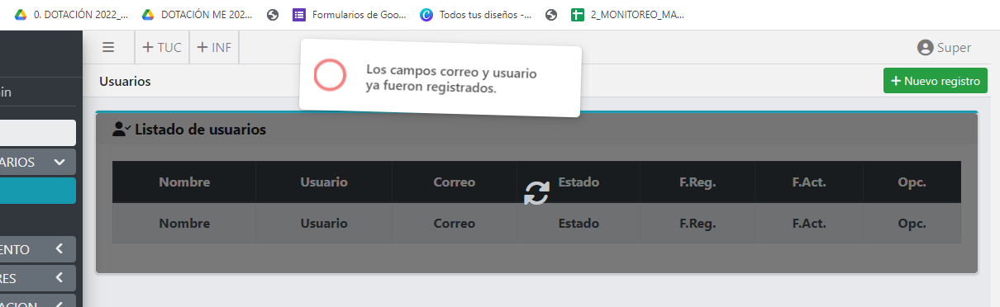 0. DOTACIÓN 2022_...
DOTACIÓN ME 202...
Formularios de Goo...
Todos tus diseños -...
2_MONITOREO_MA...
TUC
INF
Super
Los campos correo y usuario
ya fueron registrados.
Usuarios
Nuevo registro
in
Listado de usuarios
ARIOS
Nombre Usuario Correo Estado F.Reg. F.Act. Opc.
Nombre Usuario Correo Estado F.Reg. F.Act. Opc.
ENTO
RES
ACION